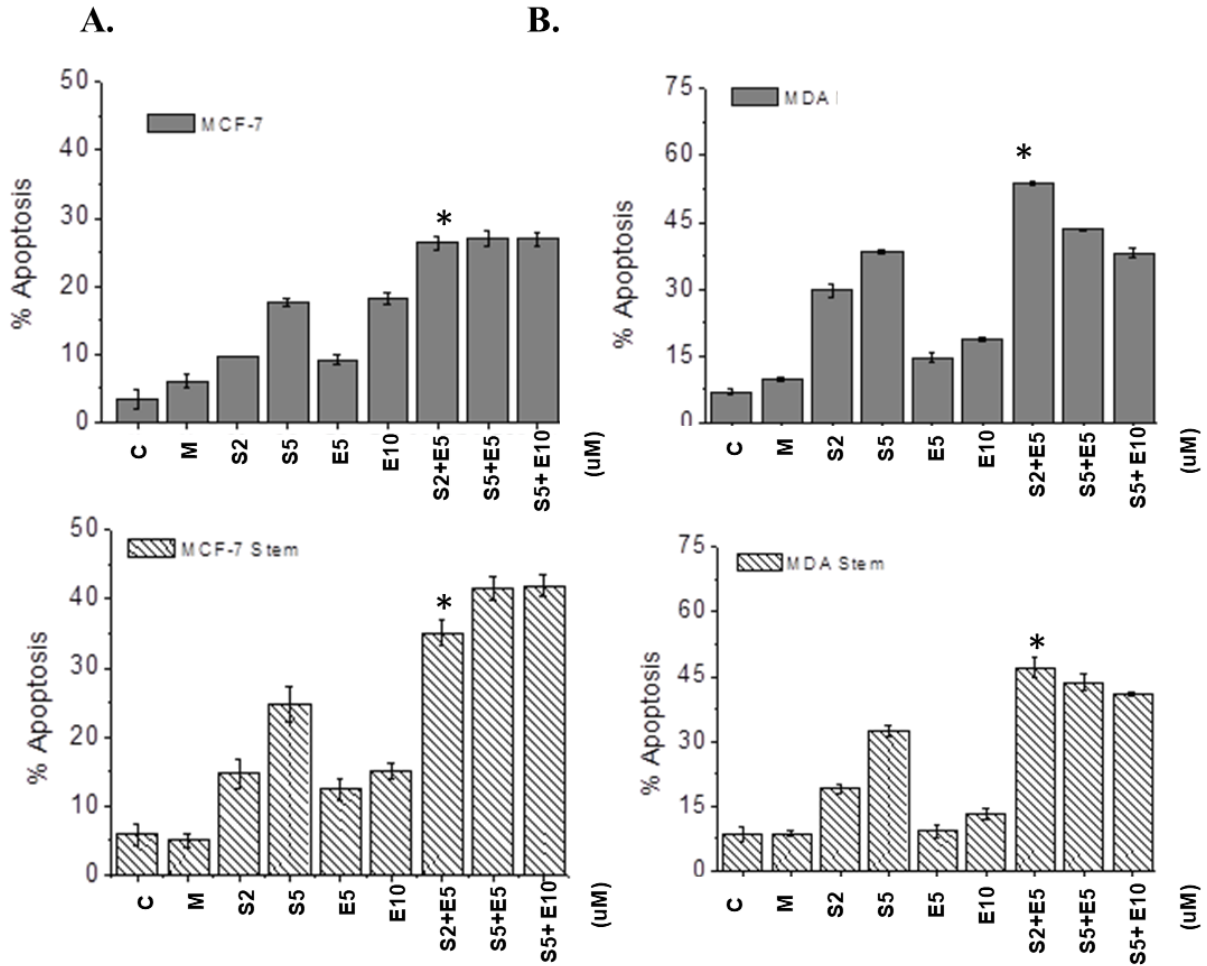 A.
B.
50
40
30
20
10
0
% Apoptosis
MCF-7
C
M
S2
S5
E5
E10
S2+E5
S5+E5
S5+ E10
(uM)
*
75
60
45
30
15
0
% Apoptosis
MDA
C
M
S2
S5
E5
E10
S2+E5
S5+E5
S5+ E10
(uM)
*
50
40
30
20
10
0
% Apoptosis
MCF-7 Stem
C
M
S2
S5
E5
E10
S2+E5
S5+E5
S5+ E10
(uM)
*
75
60
45
30
15
0
% Apoptosis
MDA Stem
C
M
S2
S5
E5
E10
S2+E5
S5+E5
S5+ E10
(uM)
*